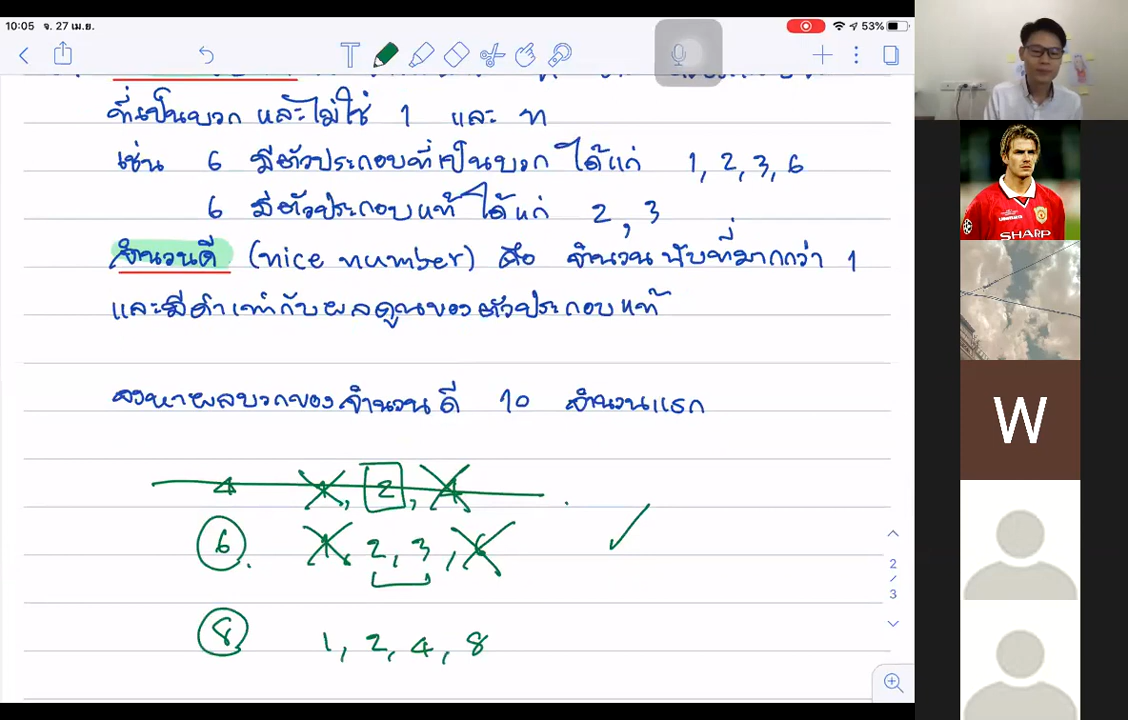 10:05 จ. 27 เม.ย.
53%
ที่เป็นบวก และไม่ใช่ 1 และ n
เช่น 6 มีตัวประกอบที่เป็นบวก ได้แก่ 1, 2, 3, 6
6 มีตัวประกอบแท้ ได้แก่ 2, 3
จำนวนดี (nice number) คือ จำนวนนับที่มากกว่า 1
และมีค่าเท่ากับผลคูณของตัวประกอบแท้
จงหาผลบวกของจำนวนดี 10 จำนวนแรก
4 1, 2, 4
6 1, 2, 3, 6
8 1, 2, 4, 8
2
/
3
SHARP
W